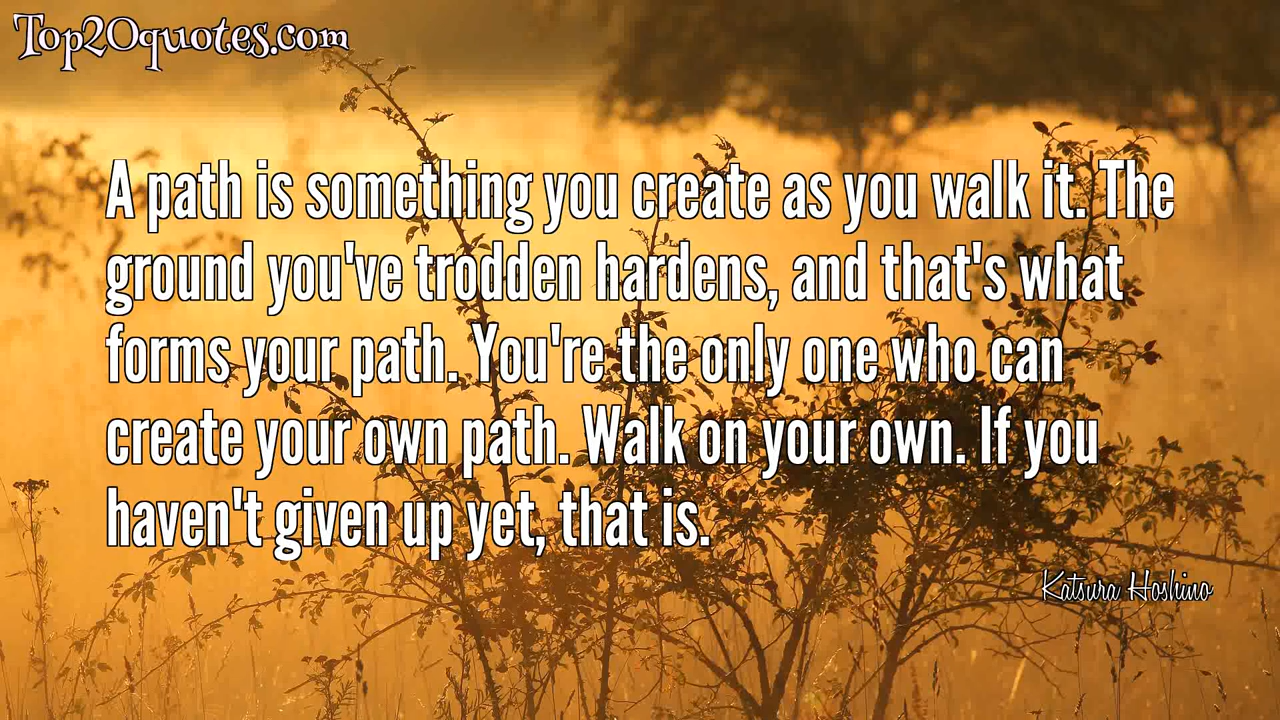 Top20quotes.com
A path is something you create as you walk it. The
ground you've trodden hardens, and that's what
forms your path. You're the only one who can
create your own path. Walk on your own. If you
haven't given up yet, that is.
Katsura Hoshino